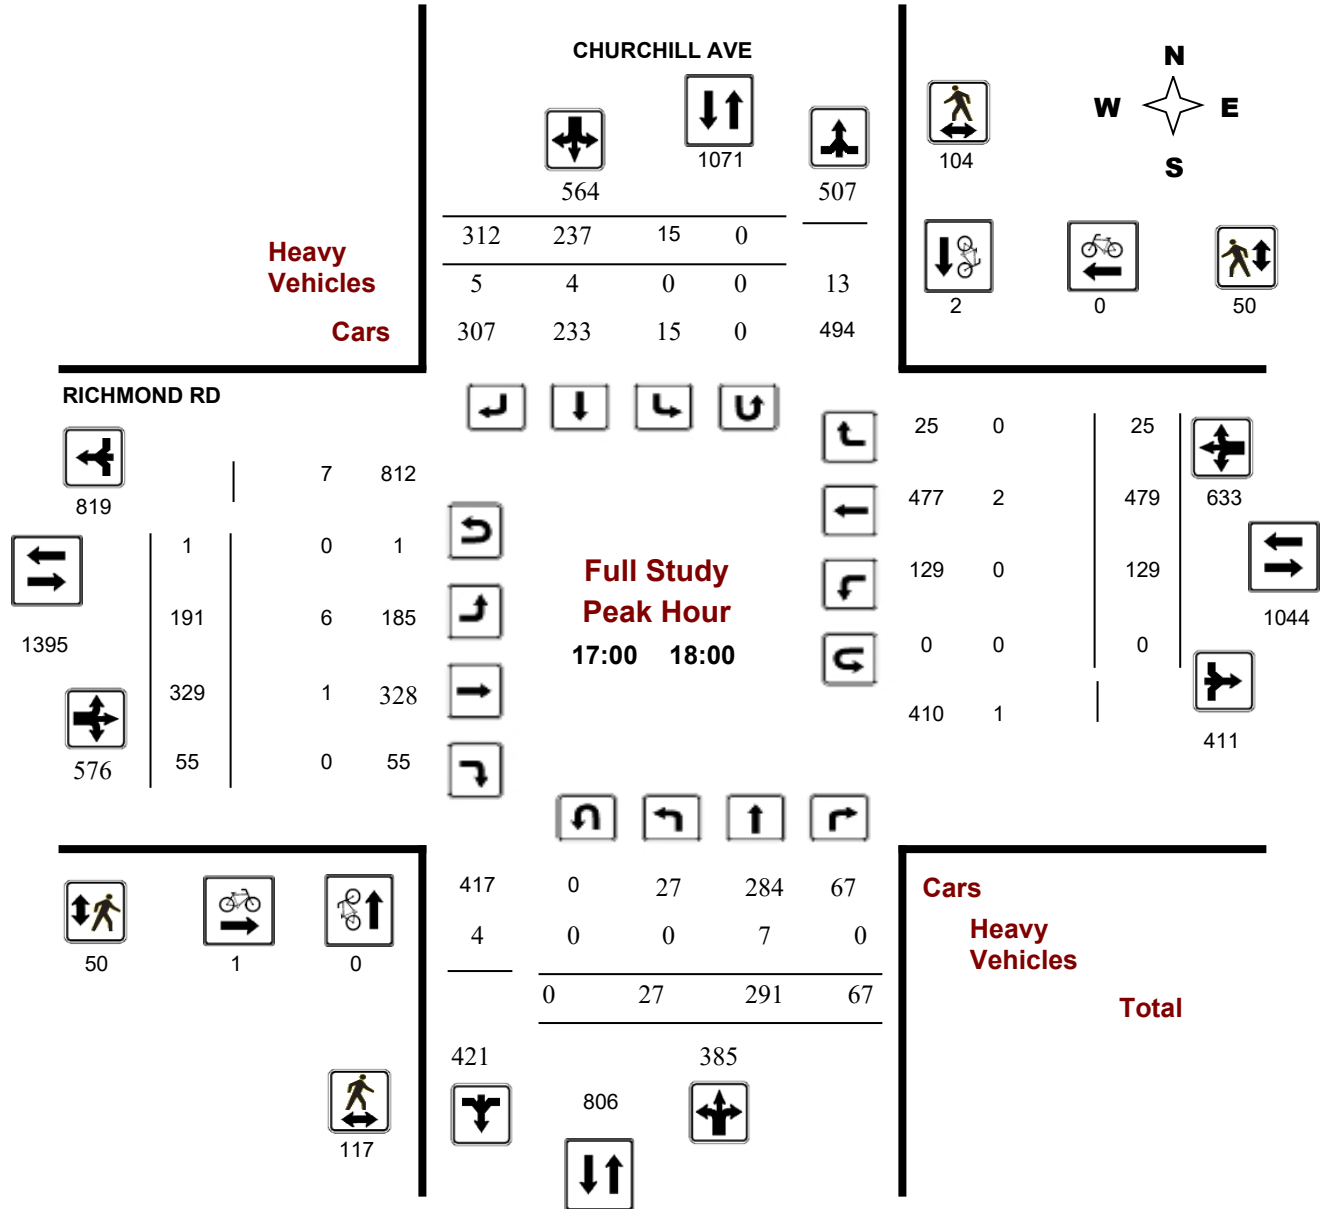 CHURCHILL AVE
N
W E
S
1071
104
564 507
312 237 15 0
Heavy
Vehicles
5 4 0 0 13
2 0 50
Cars 307 233 15 0 494
RICHMOND RD
25 0 25
7 812
819
477 2 479 633
1 0 1
Full Study
129 0 129
Peak Hour
191 6 185
1044
1395
17:00 18:00
0 0 0
329 1 328
410 1
411
576 55 0 55
417 0 27 284 67 Cars
4 0 0 7 0 Heavy
Vehicles
50 1 0
0 27 291 67
Total
421 385
806
117